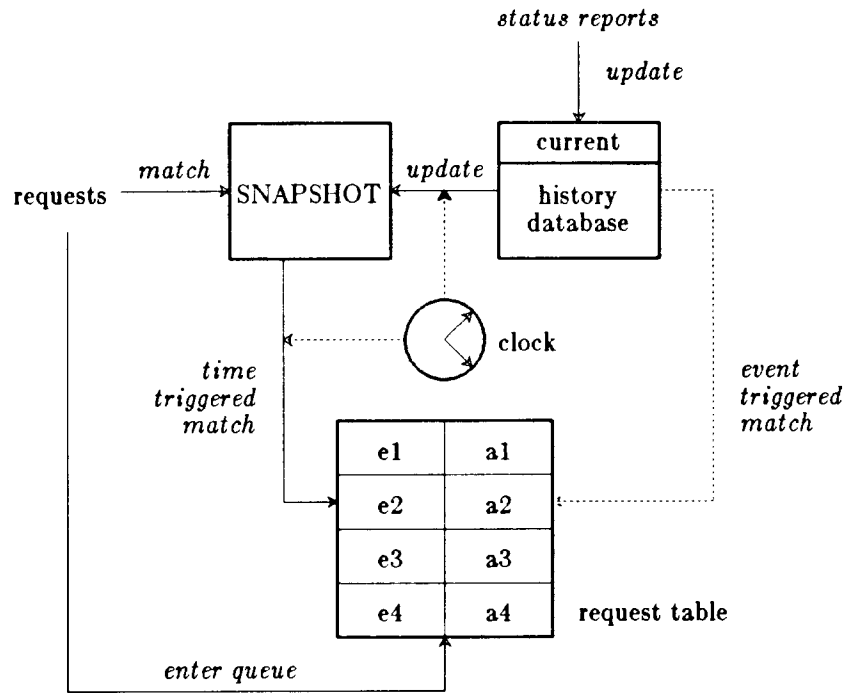 status reports
update
current
match
update
requests
SNAPSHOT
history
database
clock
time
triggered
match
event
triggered
match
e1 a1
e2 a2
e3 a3
e4 a4
request table
enter queue